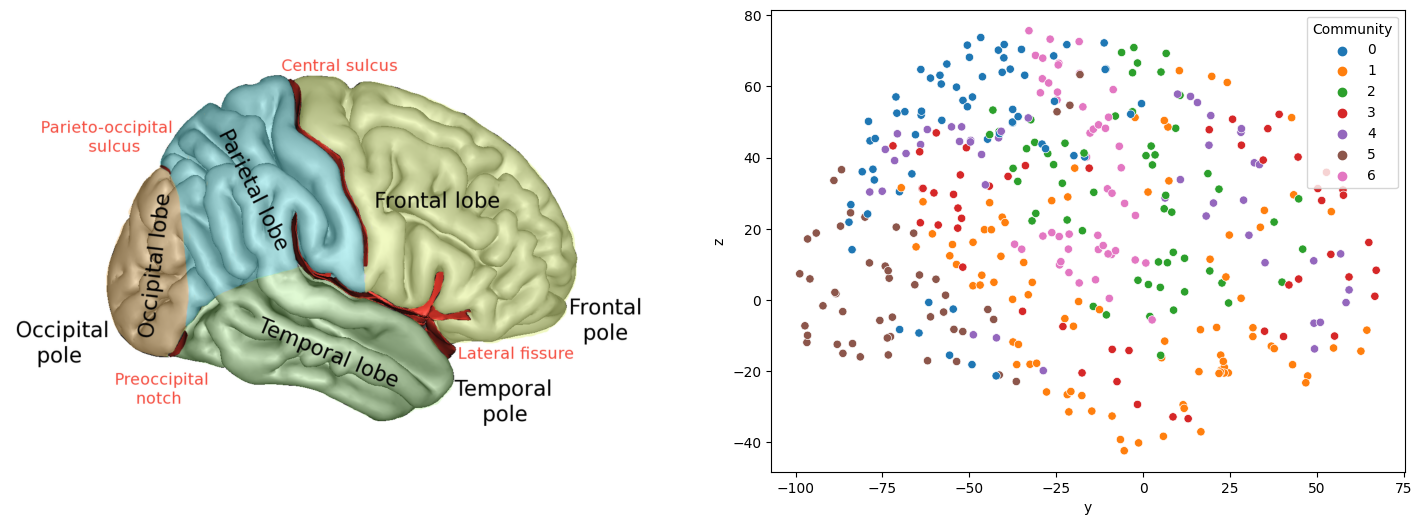 Central sulcus
Parieto-occipital
sulcus
Parietal lobe
Frontal lobe
Occipital lobe
Temporal lobe
Occipital
pole
Frontal
pole
Lateral fissure
Preoccipital
notch
Temporal
pole
80
60
40
20
0
−20
−40
z
−100
−75
−50
−25
0
25
50
75
y
Community
0
1
2
3
4
5
6